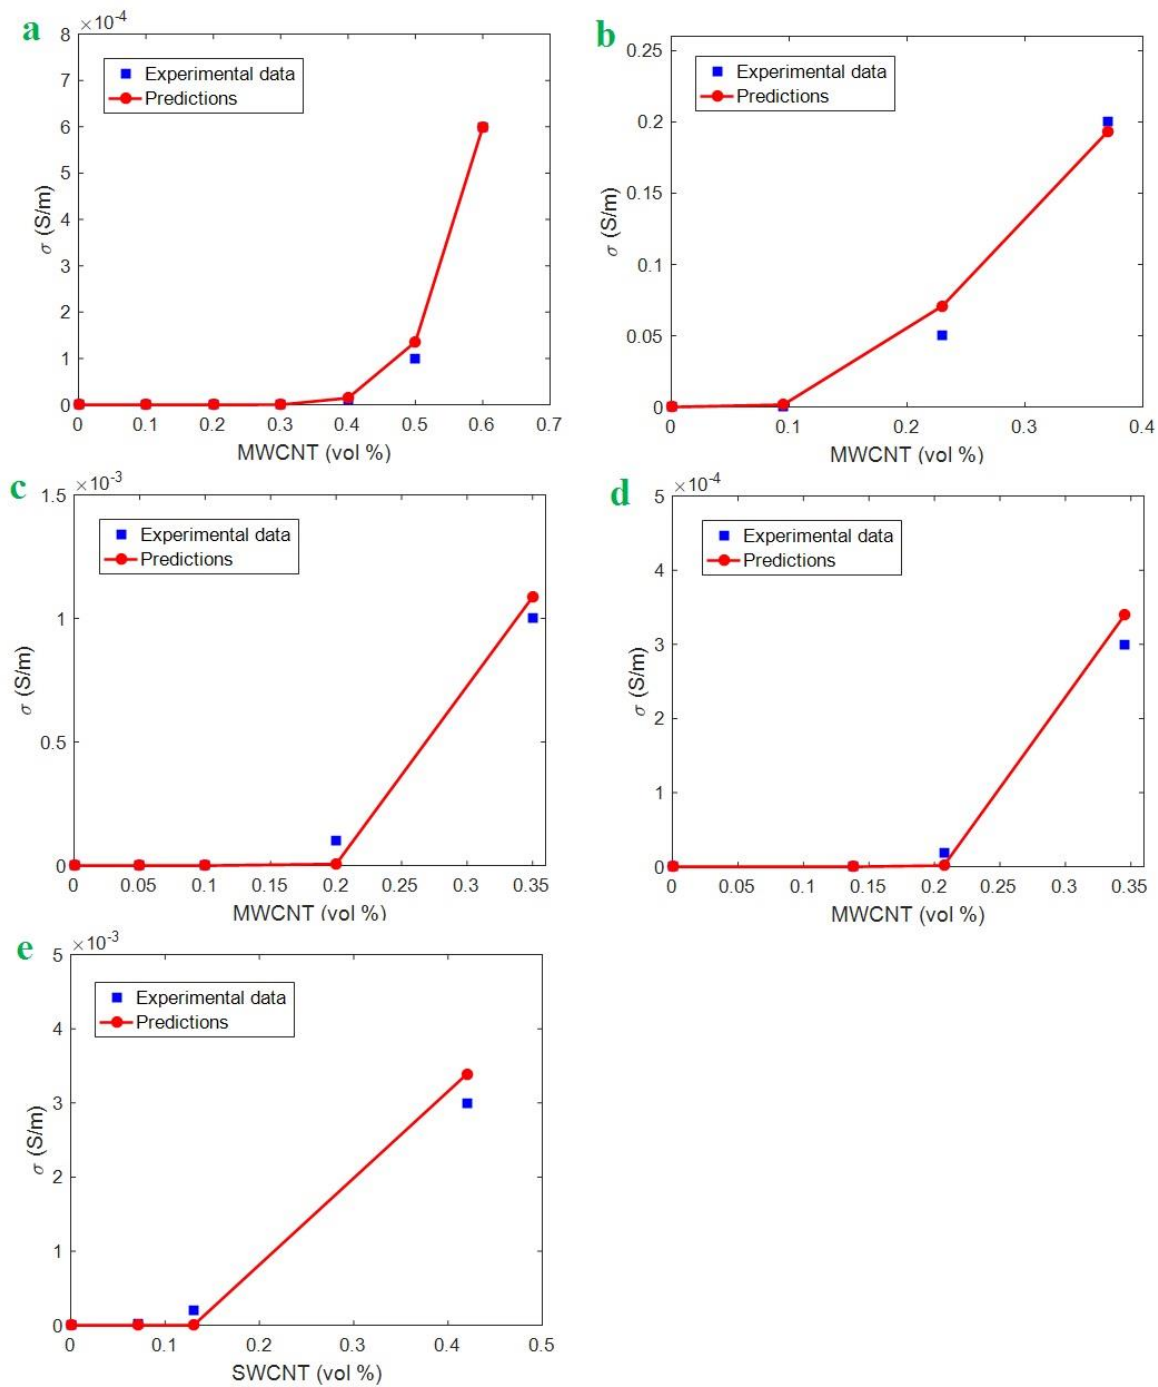 a
×10-4
8
7
6
5
4
3
2
1
0
σ (S/m)
Experimental data
Predictions
0 0.1 0.2 0.3 0.4 0.5 0.6 0.7
MWCNT (vol %)
b
0.25
0.2
0.15
0.1
0.05
0
σ (S/m)
Experimental data
Predictions
0 0.1 0.2 0.3 0.4
MWCNT (vol %)
c
×10-3
1.5
1
0.5
0
σ (S/m)
Experimental data
Predictions
0 0.05 0.1 0.15 0.2 0.25 0.3 0.35
MWCNT (vol %)
d
×10-4
5
4
3
2
1
0
σ (S/m)
Experimental data
Predictions
0 0.05 0.1 0.15 0.2 0.25 0.3 0.35
MWCNT (vol %)
e
×10-3
5
4
3
2
1
0
σ (S/m)
Experimental data
Predictions
0 0.1 0.2 0.3 0.4 0.5
SWCNT (vol %)